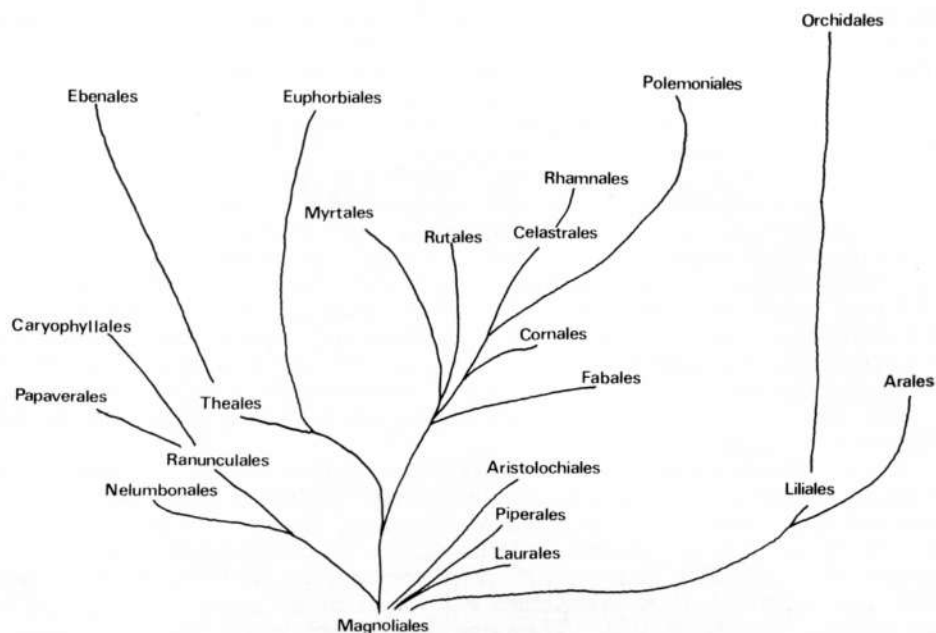 Orchidales
Polemoniales
Ebenales
Euphorbiales
Rhamnales
Myrtales
Rutales
Celastrales
Caryophyllales
Cornales
Fabales
Arales
Papaverales
Theales
Ranunculales
Aristolochiales
Nelumbonales
Liliales
Piperales
Laurales
Magnoliales